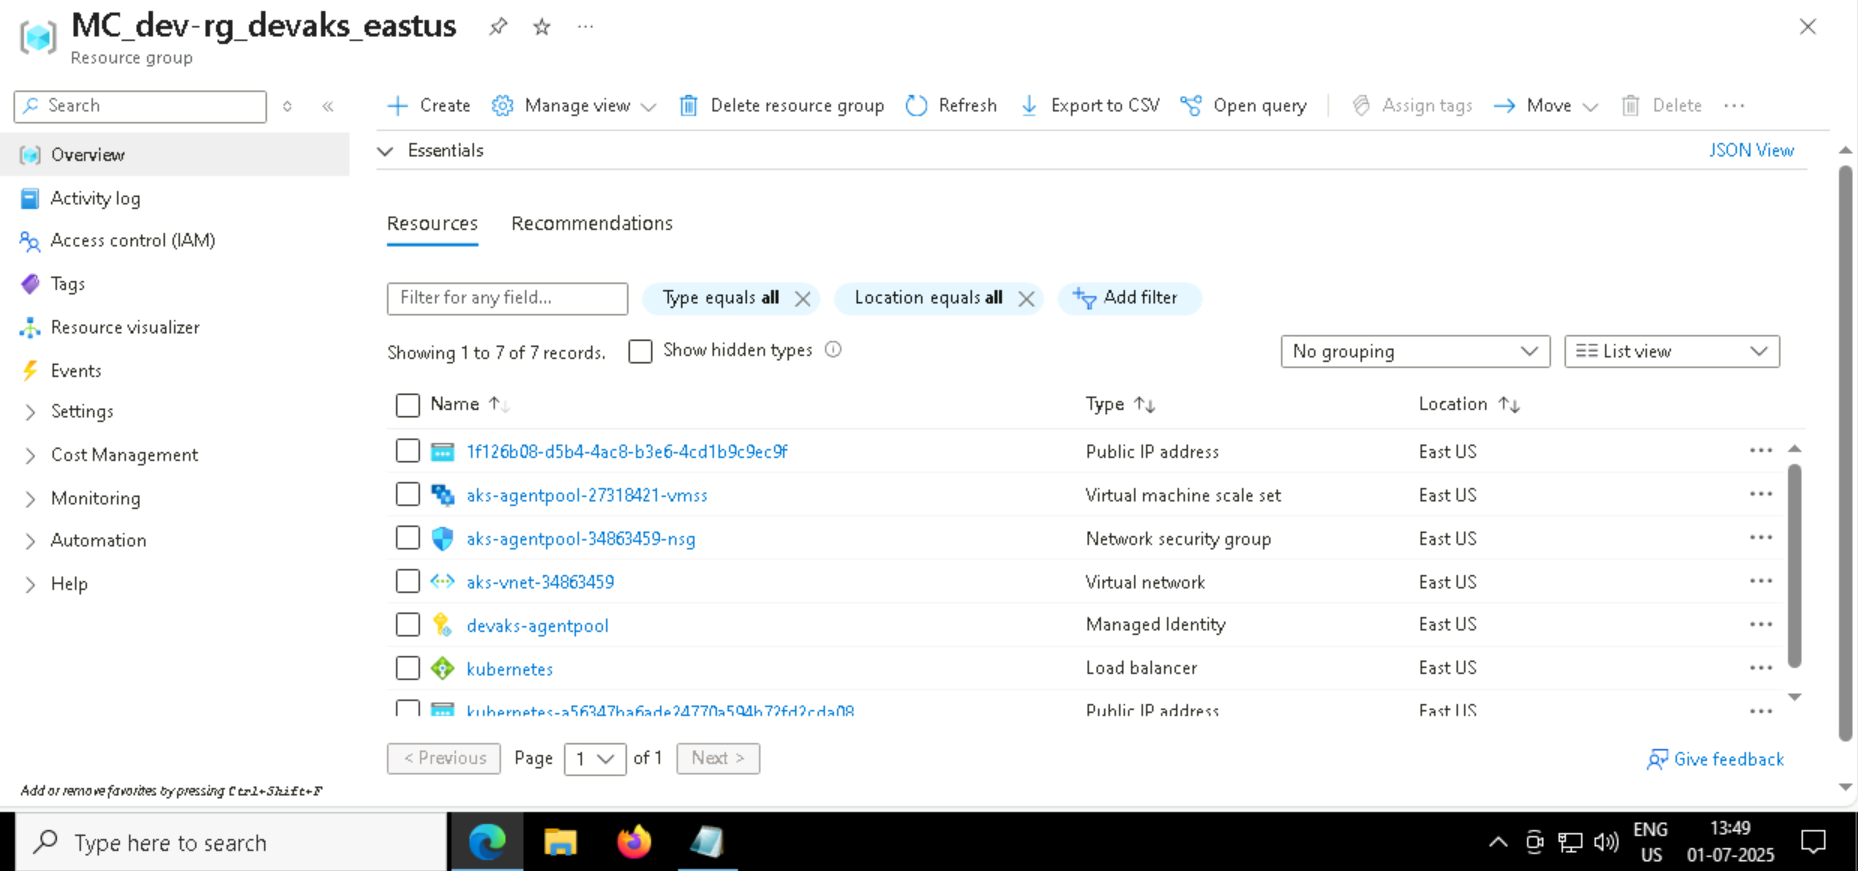 MC_dev-rg_devaks_eastus
Resource group
Search
Create Manage view Delete resource group Refresh Export to CSV Open query Assign tags Move Delete
Overview
Essentials JSON View
Activity log
Access control (IAM)
Resources Recommendations
Tags
Filter for any field... Type equals all Location equals all Add filter
Resource visualizer
Showing 1 to 7 of 7 records. Show hidden types No grouping List view
Events
Name Type Location
Settings
1f126b08-d5b4-4ac8-b3e6-4cd1b9c9ec9f Public IP address East US
Cost Management
aks-agentpool-27318421-vmss Virtual machine scale set East US
Monitoring
aks-agentpool-34863459-nsg Network security group East US
Automation
aks-vnet-34863459 Virtual network East US
Help
devaks-agentpool Managed Identity East US
kubernetes Load balancer East US
kubernetes-a56347ba6ade24770a594b72fd2cda08 Public IP address East US
< Previous Page 1 of 1 Next > Give feedback
Add or remove favorites by pressing Ctrl+Shift+F
Type here to search
ENG 13:49
US 01-07-2025